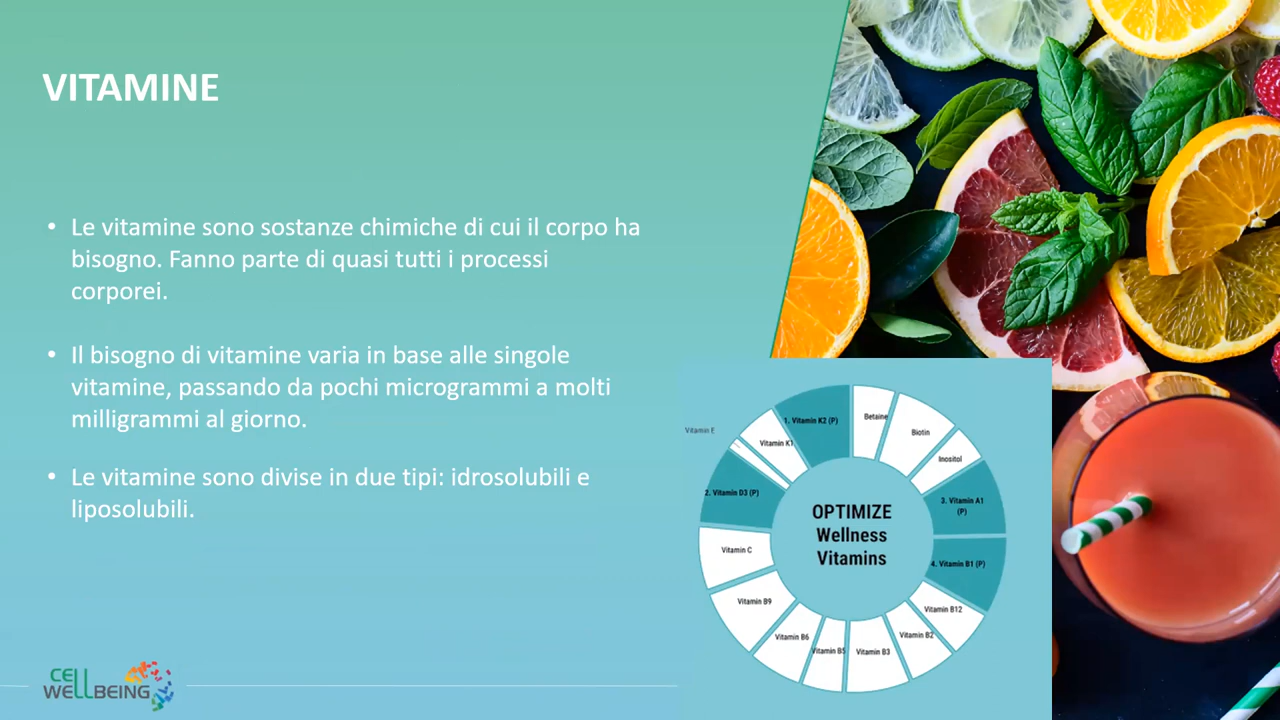 VITAMINE
• Le vitamine sono sostanze chimiche di cui il corpo ha
bisogno. Fanno parte di quasi tutti i processi
corporei.
• Il bisogno di vitamine varia in base alle singole
vitamine, passando da pochi microgrammi a molti
milligrammi al giorno.
• Le vitamine sono divise in due tipi: idrosolubili e
liposolubili.
1. Vitamin K2 (P)
Betaine
Biotin
Inositol
3. Vitamin A1
(P)
4. Vitamin B1 (P)
Vitamin B12
Vitamin B2
Vitamin B3
Vitamin B5
Vitamin B6
Vitamin B9
Vitamin C
2. Vitamin D3 (P)
Vitamin E
Vitamin K1
OPTIMIZE
Wellness
Vitamins
CELL
WELLBEING